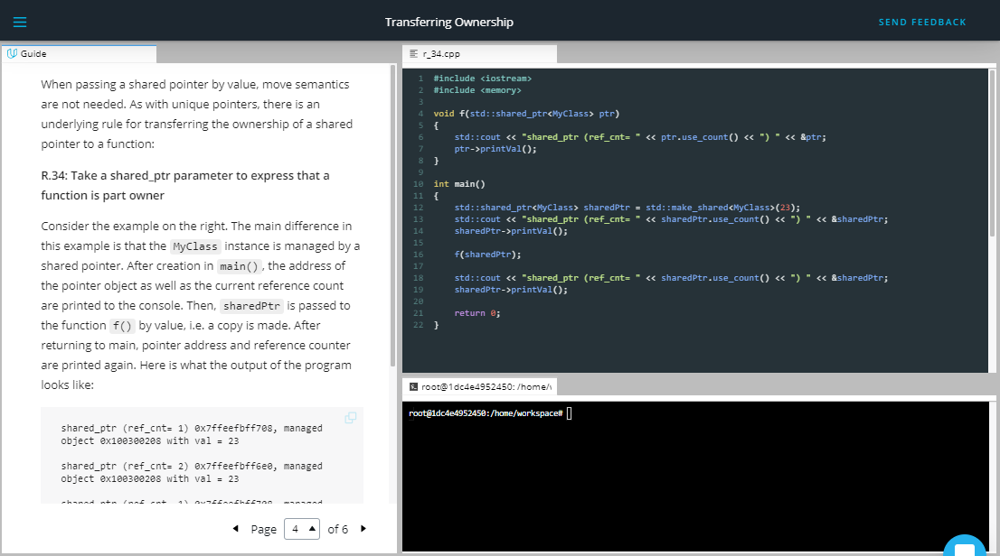 Transferring Ownership
SEND FEEDBACK
Guide
When passing a shared pointer by value, move semantics
are not needed. As with unique pointers, there is an
underlying rule for transferring the ownership of a shared
pointer to a function:
R.34: Take a shared_ptr parameter to express that a
function is part owner
Consider the example on the right. The main difference in
this example is that the MyClass instance is managed by a
shared pointer. After creation in main(), the address of
the pointer object as well as the current reference count
are printed to the console. Then, sharedPtr is passed to
the function f() by value, i.e. a copy is made. After
returning to main, pointer address and reference counter
are printed again. Here is what the output of the program
looks like:
shared_ptr (ref_cnt= 1) 0x7ffeefbff708, managed
object 0x100300208 with val = 23
shared_ptr (ref_cnt= 2) 0x7ffeefbff6e0, managed
object 0x100300208 with val = 23
shared_ptr (ref_cnt= 1) 0x7ffeefbff708, managed
Page 4 of 6
r_34.cpp
1 #include <iostream>
2 #include <memory>
3
4 void f(std::shared_ptr<MyClass> ptr)
5 {
6 std::cout << "shared_ptr (ref_cnt= " << ptr.use_count() << ") " << &ptr;
7 ptr->printVal();
8 }
9
10 int main()
11 {
12 std::shared_ptr<MyClass> sharedPtr = std::make_shared<MyClass>(23);
13 std::cout << "shared_ptr (ref_cnt= " << sharedPtr.use_count() << ") " << &sharedPtr;
14 sharedPtr->printVal();
15
16 f(sharedPtr);
17
18 std::cout << "shared_ptr (ref_cnt= " << sharedPtr.use_count() << ") " << &sharedPtr;
19 sharedPtr->printVal();
20
21 return 0;
22 }
root@1dc4e4952450: /home/
root@1dc4e4952450:/home/workspace#